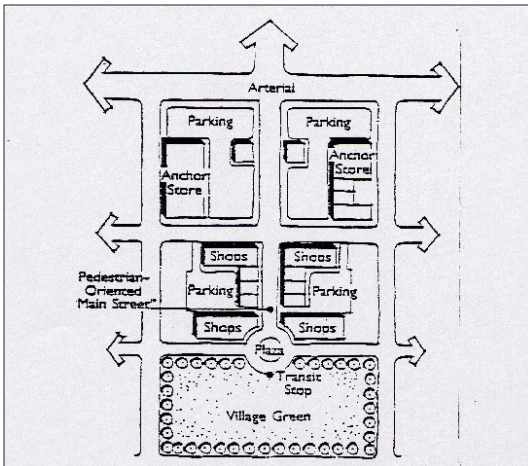 Arterial
Parking
Parking
Anchor
Store
Anchor
Store
Shops
Shops
Pedestrian-
Oriented
Main Street"
Parking
Parking
Shops
Shops
Plaza
Transit
Stop
Village Green